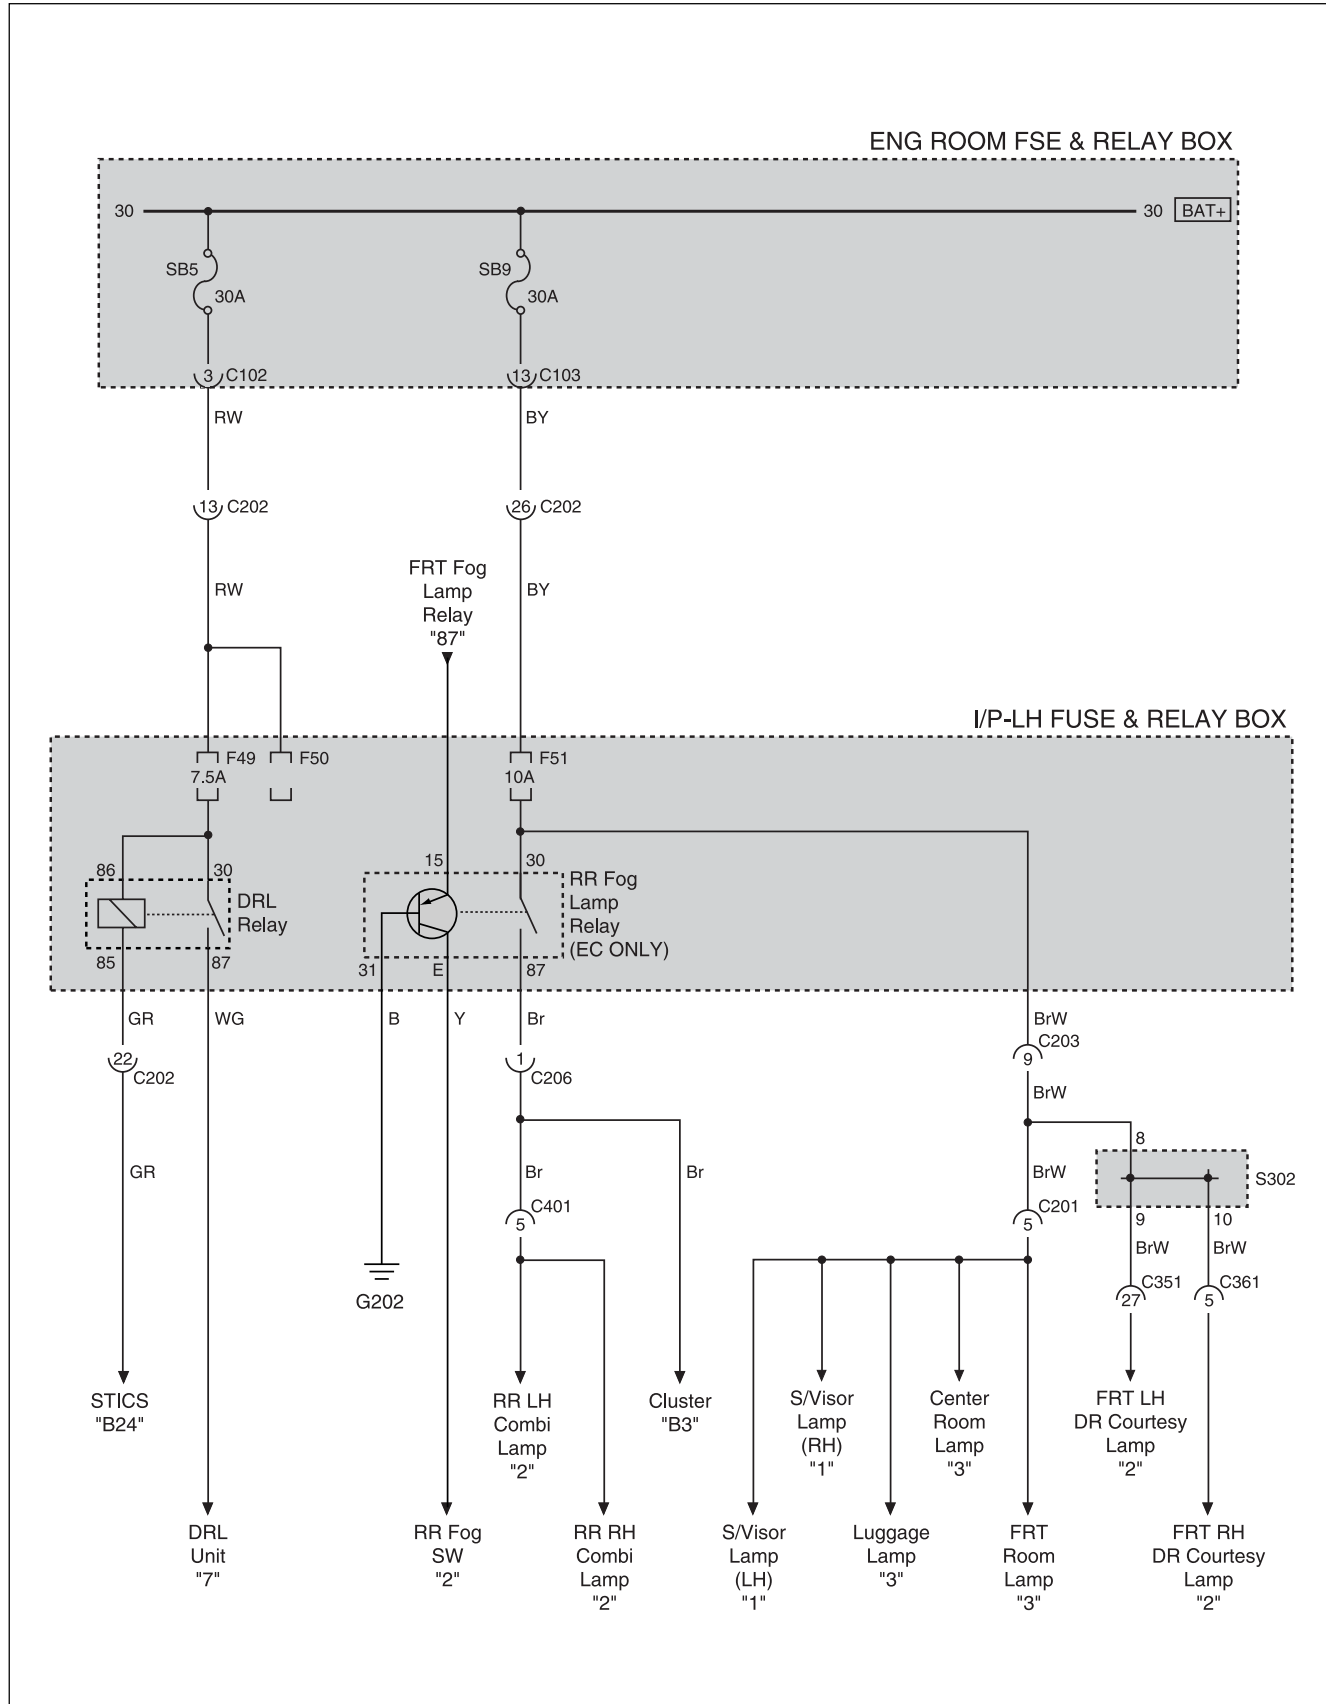 ENG ROOM FSE & RELAY BOX
30
30
BAT+
SB5
30A
SB9
30A
3
C102
13
C103
RW
BY
13
C202
26
C202
RW
FRT Fog
Lamp
Relay
"87"
BY
I/P-LH FUSE & RELAY BOX
F49
7.5A
F50
F51
10A
86
30
DRL
Relay
85
87
15
30
RR Fog
Lamp
Relay
(EC ONLY)
31
E
87
GR
WG
B
Y
Br
BrW
22
C202
1
C206
C203
9
BrW
GR
Br
Br
BrW
8
S302
C401
5
C201
5
9
10
BrW
BrW
C351
27
C361
5
G202
STICS
"B24"
RR LH
Combi
Lamp
"2"
Cluster
"B3"
S/Visor
Lamp
(RH)
"1"
Center
Room
Lamp
"3"
FRT LH
DR Courtesy
Lamp
"2"
DRL
Unit
"7"
RR Fog
SW
"2"
RR RH
Combi
Lamp
"2"
S/Visor
Lamp
(LH)
"1"
Luggage
Lamp
"3"
FRT
Room
Lamp
"3"
FRT RH
DR Courtesy
Lamp
"2"